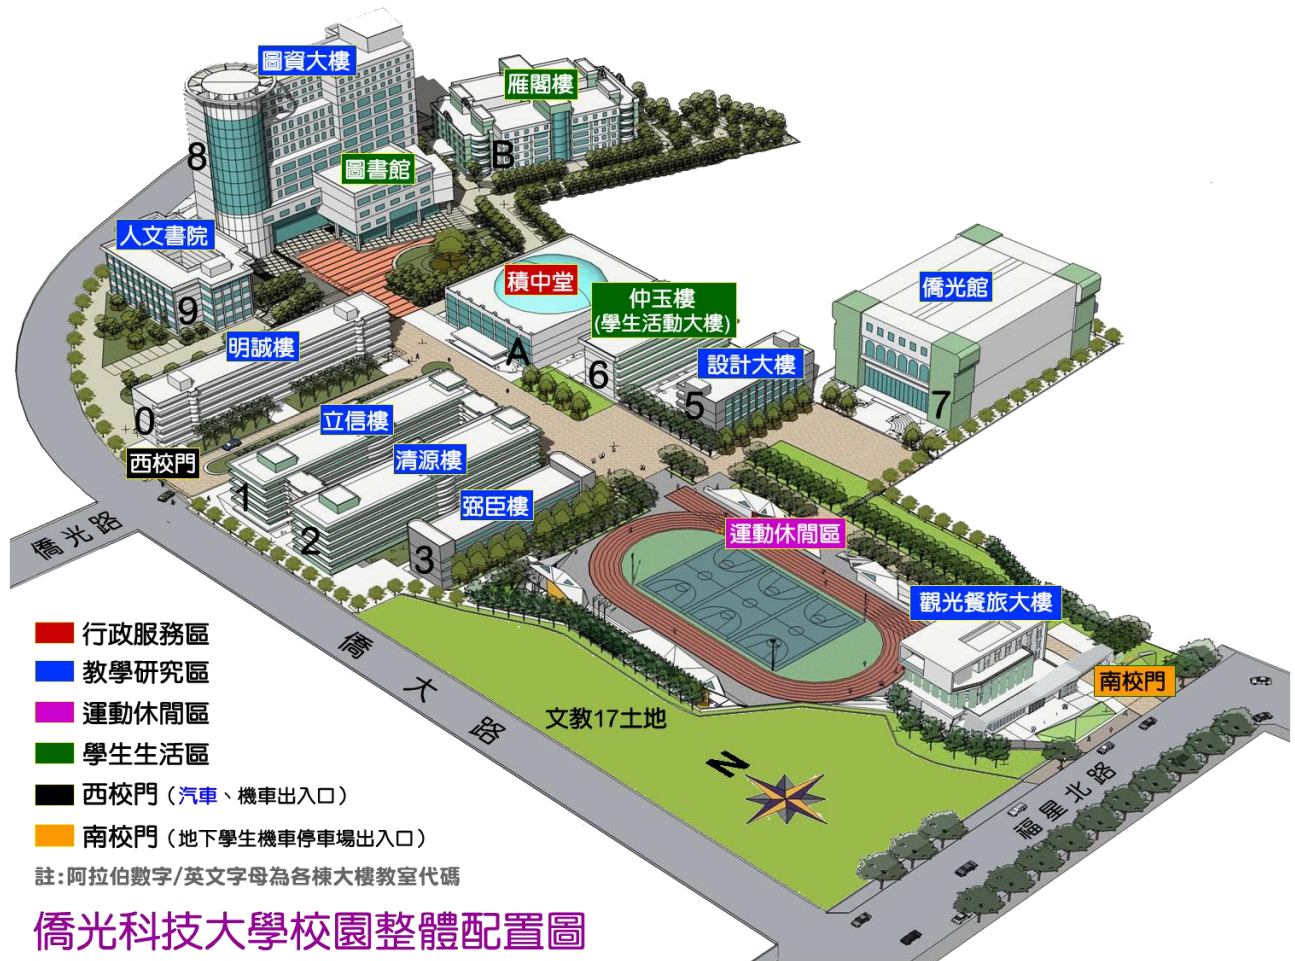 圖資大樓
雁閣樓
8
B
圖書館
人文書院
9
積中堂
僑光館
仲玉樓
(學生活動大樓)
明誠樓
A
6
設計大樓
5
7
0
立信樓
西校門
清源樓
1
弼臣樓
2
3
運動休閒區
僑光路
觀光餐旅大樓
南校門
僑大路
文教17土地
N
福星北路
行政服務區
教學研究區
運動休閒區
學生生活區
西校門（汽車、機車出入口）
南校門（地下學生機車停車場出入口）
註:阿拉伯數字/英文字母為各棟大樓教室代碼
僑光科技大學校園整體配置圖